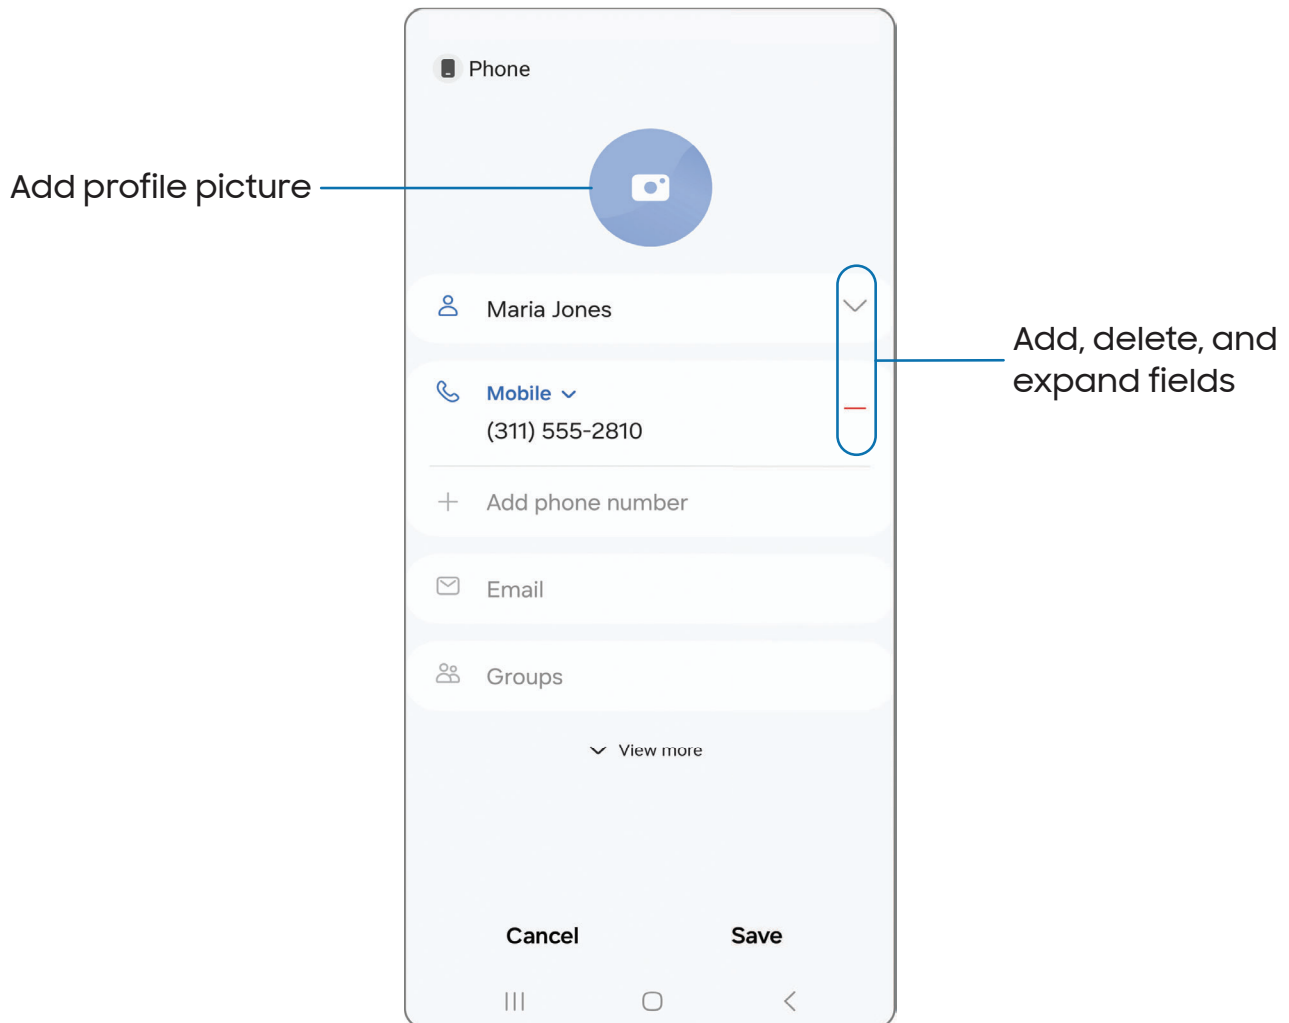 Phone
Add profile picture
Maria Jones
Add, delete, and
expand fields
Mobile
(311) 555-2810
Add phone number
Email
Groups
View more
Cancel
Save